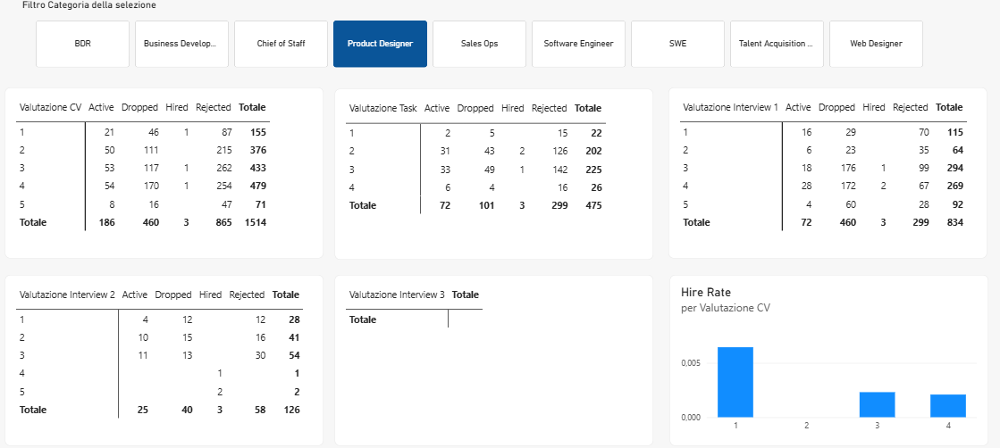 Filtro Categoria della selezione
BDR
Business Develop...
Chief of Staff
Product Designer
Sales Ops
Software Engineer
SWE
Talent Acquisition ...
Web Designer
Valutazione CV Active Dropped Hired Rejected Totale
1 21 46 1 87 155
2 50 111 215 376
3 53 117 1 262 433
4 54 170 1 254 479
5 8 16 47 71
Totale 186 460 3 865 1514
Valutazione Task Active Dropped Hired Rejected Totale
1 2 5 15 22
2 31 43 2 126 202
3 33 49 1 142 225
4 6 4 16 26
Totale 72 101 3 299 475
Valutazione Interview 1 Active Dropped Hired Rejected Totale
1 16 29 70 115
2 6 23 35 64
3 18 176 1 99 294
4 28 172 2 67 269
5 4 60 28 92
Totale 72 460 3 299 834
Valutazione Interview 2 Active Dropped Hired Rejected Totale
1 4 12 12 28
2 10 15 16 41
3 11 13 30 54
4 1 1
5 2 2
Totale 25 40 3 58 126
Valutazione Interview 3 Totale
Totale
Hire Rate
per Valutazione CV
0,005
0,000
1 2 3 4